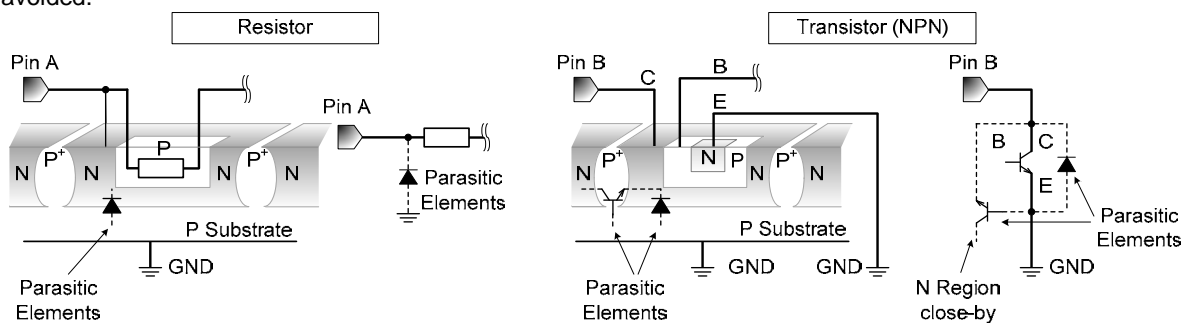 avoided.
Resistor
Transistor (NPN)
Pin A
Pin A
N
P+
N
P
N
P+
N
Parasitic
Elements
P Substrate
GND
Parasitic
Elements
Pin B
C
B
E
N
P+
N
N
P
N
P+
N
P Substrate
GND
GND
Parasitic
Elements
Pin B
B
C
E
Parasitic
Elements
GND
N Region
close-by